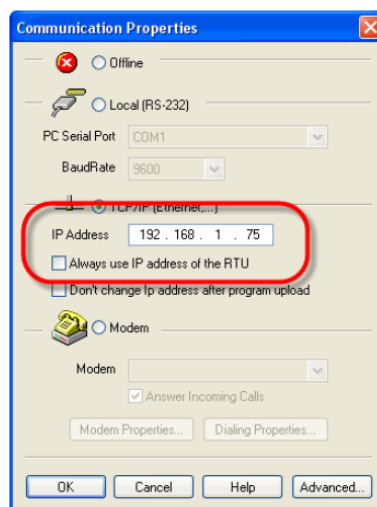 Communication Properties
Offline
Local (RS-232)
PC Serial Port COM1
BaudRate 9600
TCP/IP (Ethernet,...)
IP Address 192 . 168 . 1 . 75
Always use IP address of the RTU
Don't change Ip address after program upload
Modem
Modem
Answer Incoming Calls
Modem Properties... Dialing Properties...
OK Cancel Help Advanced...